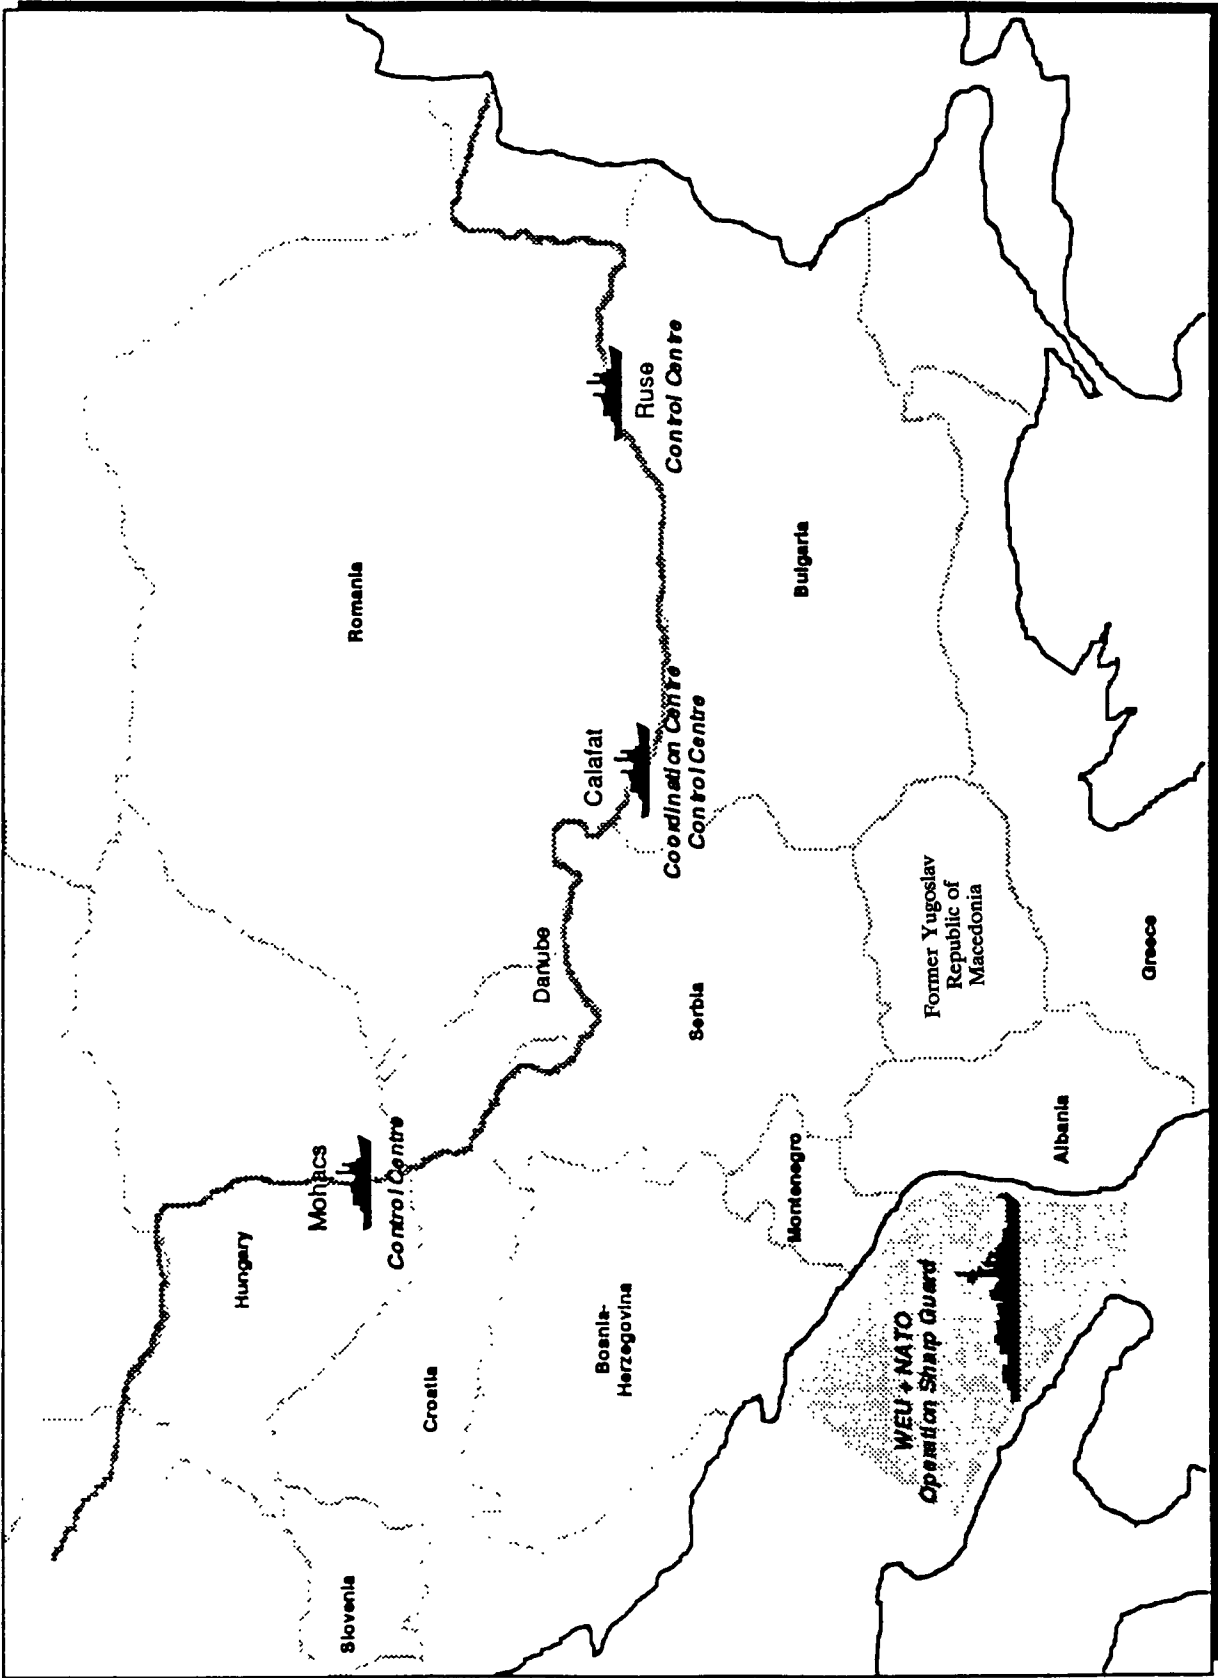 Slovenia
Hungary
Mohacs
Control Centre
Croatia
Bosnia-
Herzegovina
Romania
Danube
Calafat
Coordination Centre
Control Centre
Ruse
Control Centre
Serbia
Montenegro
Bulgaria
Former Yugoslav
Republic of
Macedonia
WEU + NATO
Operation Sharp Guard
Albania
Greece